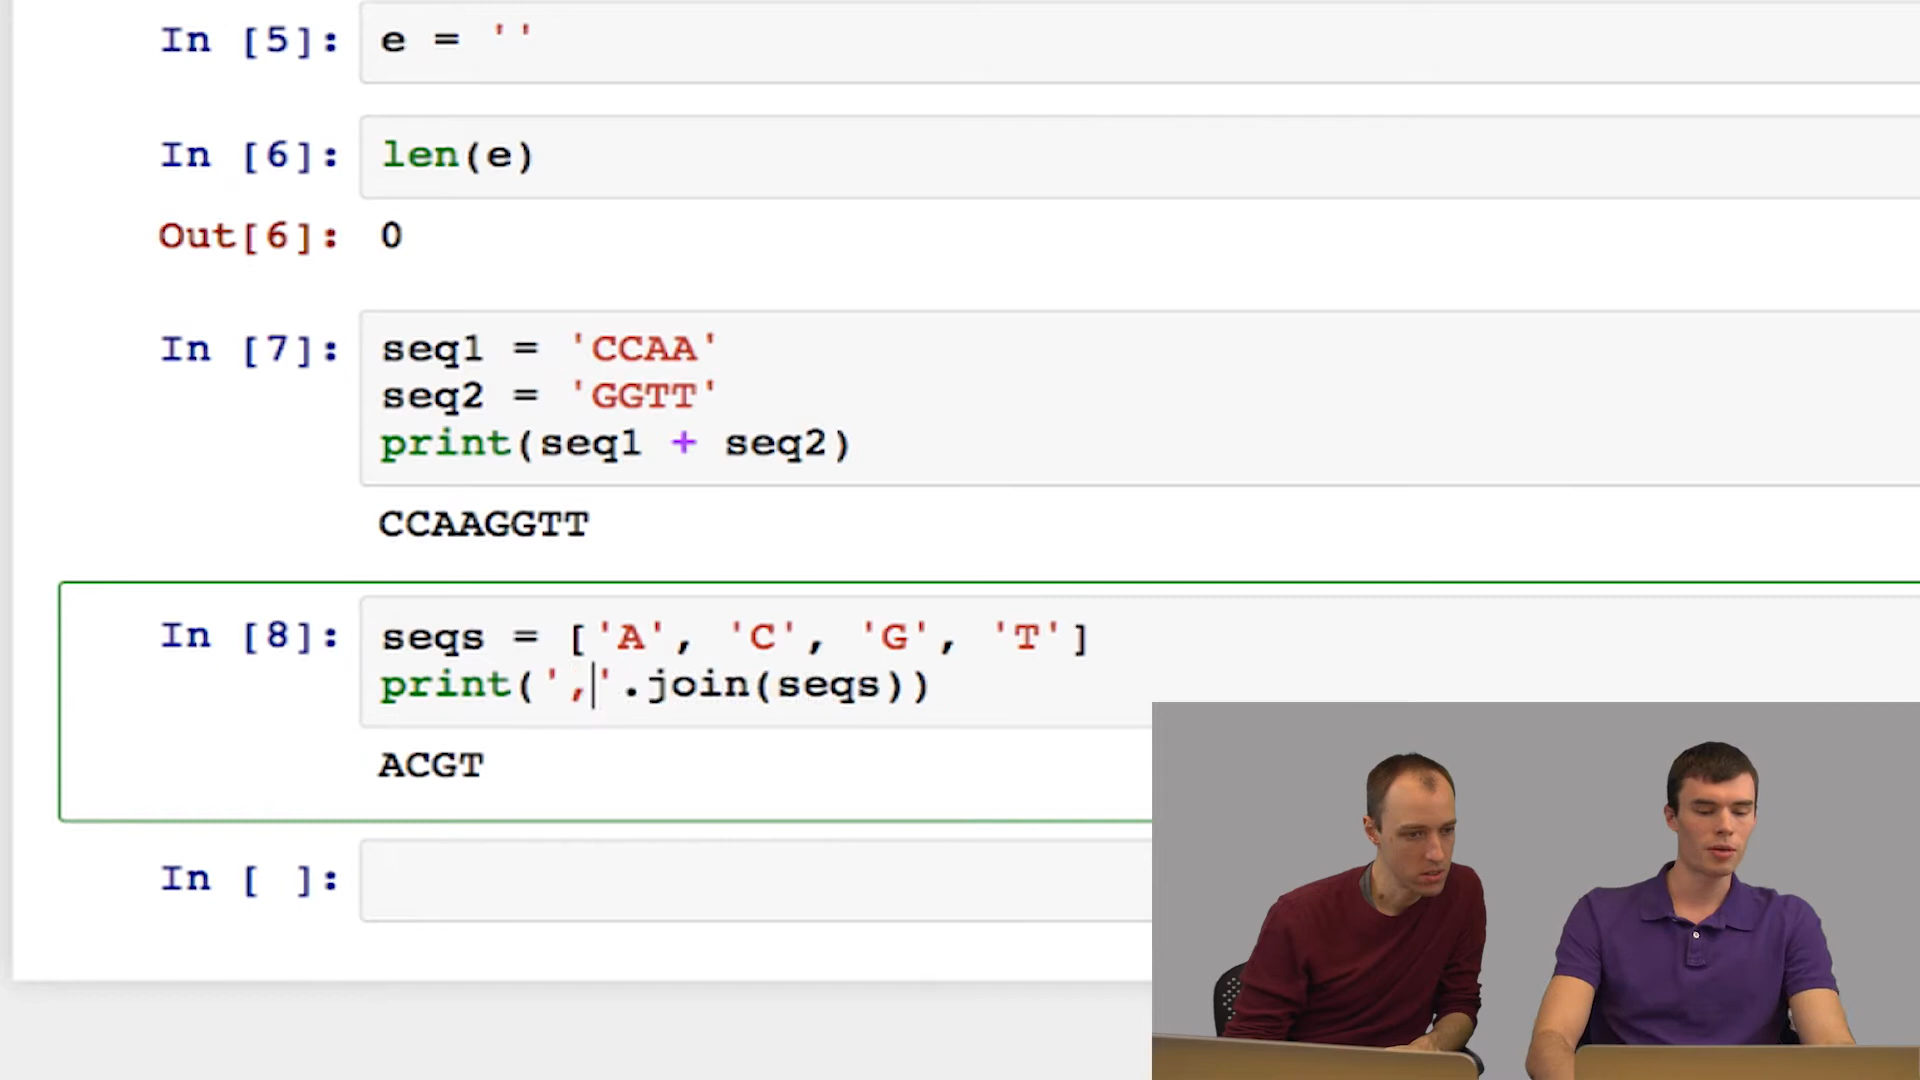 In [5]: e = ''
In [6]: len(e)
Out[6]: 0
In [7]: seq1 = 'CCAA'
seq2 = 'GGTT'
print(seq1 + seq2)
CCAAGGTT
In [8]: seqs = ['A', 'C', 'G', 'T']
print(','.join(seqs))
ACGT
In [ ]: